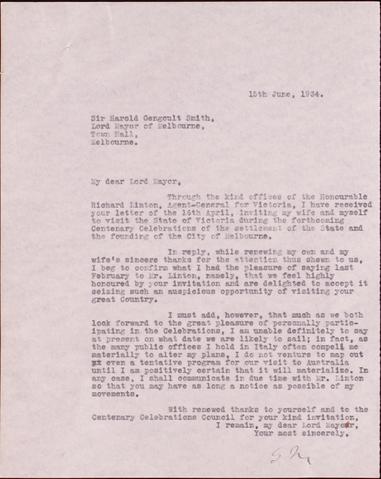 15th June, 1934.
Sir Harold Gengoult Smith,
Lord Mayor of Melbourne,
Town Hall,
Melbourne.
My dear Lord Mayor,
Through the kind offices of the Honourable
Richard Linton, Agent-General for Victoria, I have received
your letter of the 16th April, inviting my wife and myself
to visit the State of Victoria during the forthcoming
Centenary Celebrations of the settlement of the State and
the founding of the City of Melbourne.
In reply, while renewing my own and my
wife's sincere thanks for the attention thus shown to us,
I beg to confirm what I had the pleasure of saying last
February to Mr. Linton, namely, that we feel highly
honoured by your invitation and are delighted to accept it
seizing such an auspicious opportunity of visiting your
great Country.
I must add, however, that much as we both
look forward to the great pleasure of personally partic-
ipating in the Celebrations, I am unable definitely to say
at present on what date we are likely to sail; in fact, as
the many public offices I hold in Italy often compel me
materially to alter my plans, I do not venture to map out
even a tentative program for our visit to Australia
until I am positively certain that it will materialize. In
any case, I shall communicate in due time with Mr. Linton
so that you may have as long a notice as possible of my
movements.
With renewed thanks to yourself and to the
Centenary Celebrations Council for your kind invitation,
I remain, my dear Lord Mayor,
Your most sincerely,